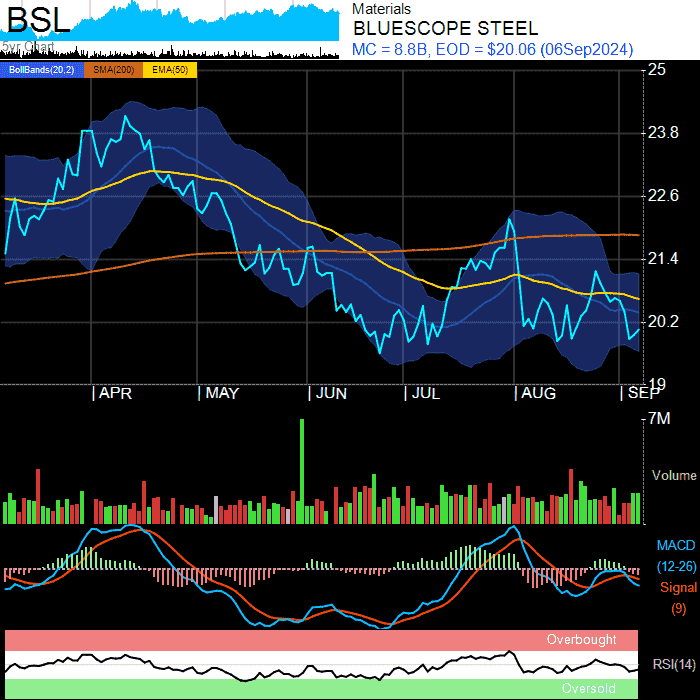 BSL
5yr Chart
Materials
BLUESCOPE STEEL
MC = 8.8B, EOD = $20.06 (06Sep2024)
BollBands(20,2) SMA(200) EMA(50)
25
23.8
22.6
21.4
20.2
19
| APR | MAY | JUN | JUL | AUG | SEP
7M
Volume
MACD
(12-26)
Signal
(9)
Overbought
RSI(14)
Oversold